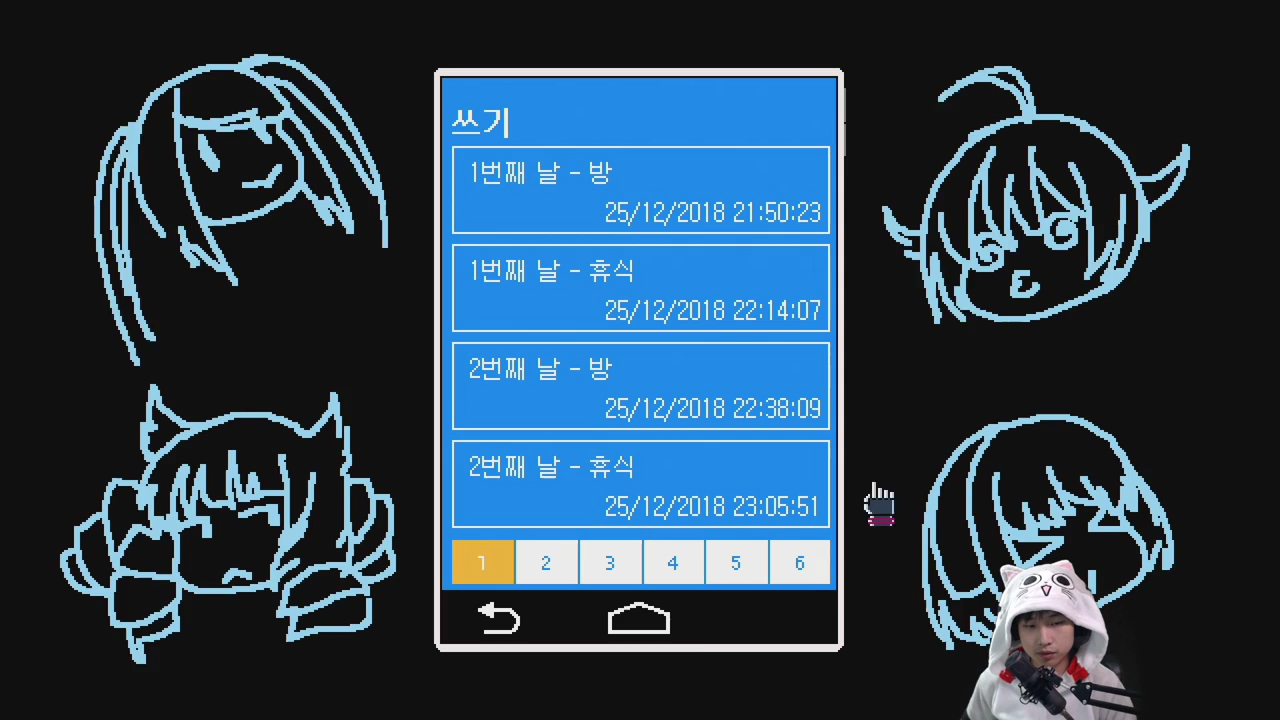 쓰기
1번째 날 - 방
25/12/2018 21:50:23
1번째 날 - 휴식
25/12/2018 22:14:07
2번째 날 - 방
25/12/2018 22:38:09
2번째 날 - 휴식
25/12/2018 23:05:51
1 2 3 4 5 6